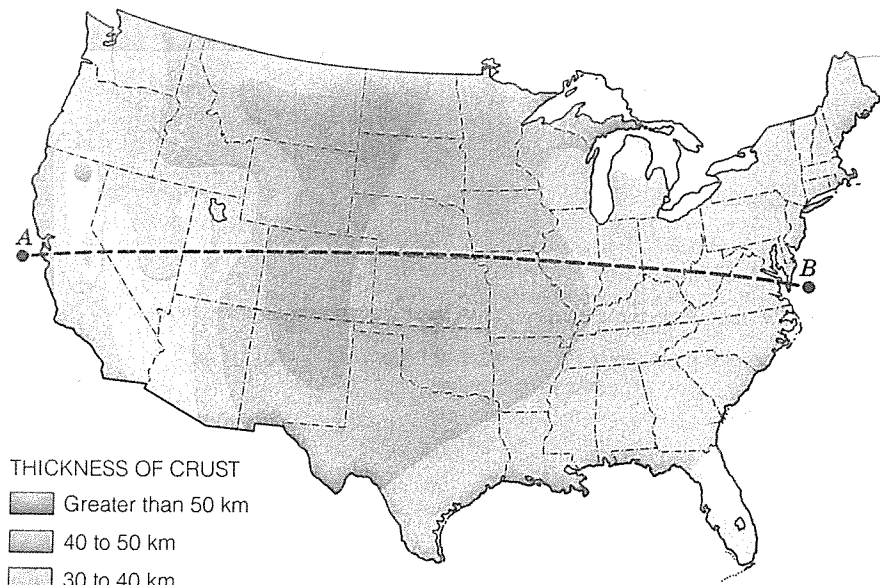 A
B
THICKNESS OF CRUST
Greater than 50 km
40 to 50 km
30 to 40 km